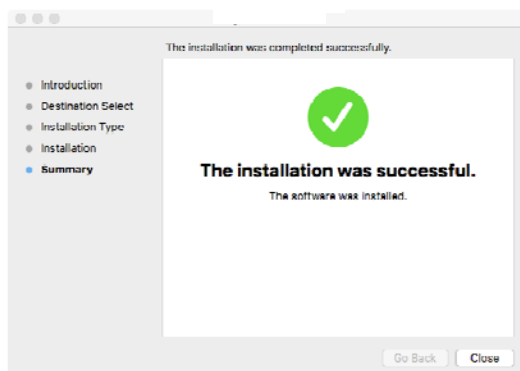 The installation was completed successfully.
Introduction
Destination Select
Installation Type
Installation
Summary
The installation was successful.
The software was installed.
Go Back
Close